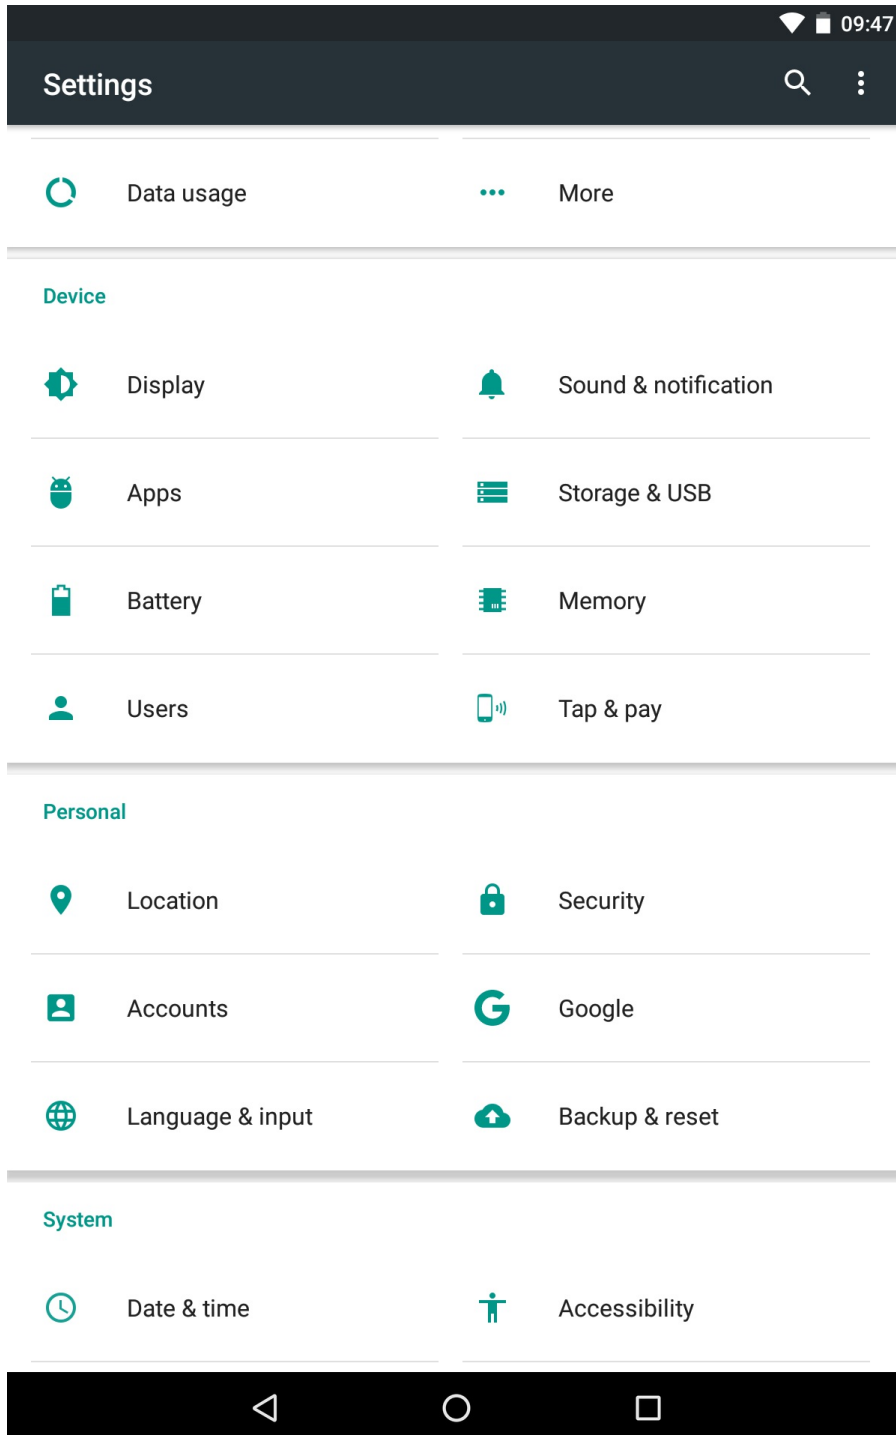 09:47
Settings
Data usage
More
Device
Display
Sound & notification
Apps
Storage & USB
Battery
Memory
Users
Tap & pay
Personal
Location
Security
Accounts
Google
Language & input
Backup & reset
System
Date & time
Accessibility